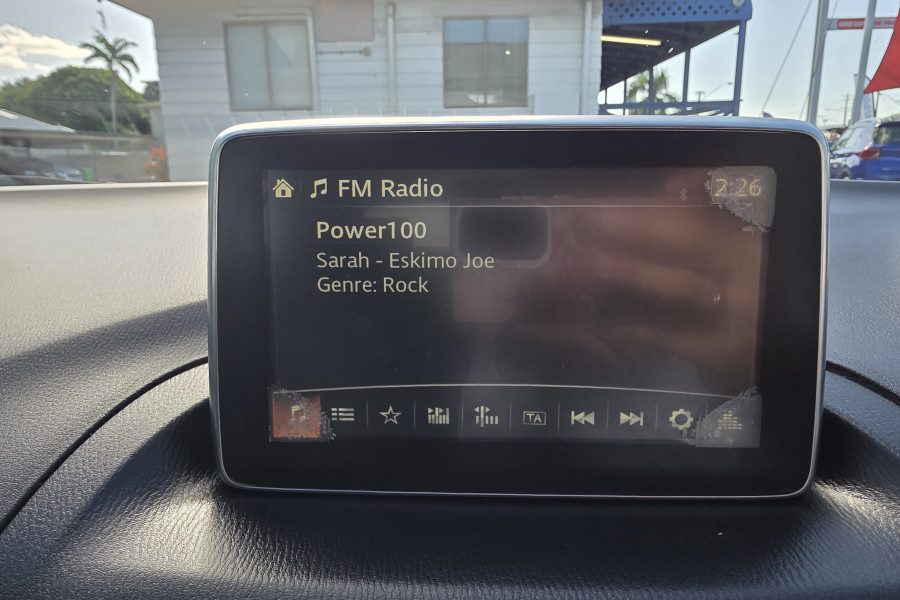 FM Radio
2:26
Power100
Sarah - Eskimo Joe
Genre: Rock
TA